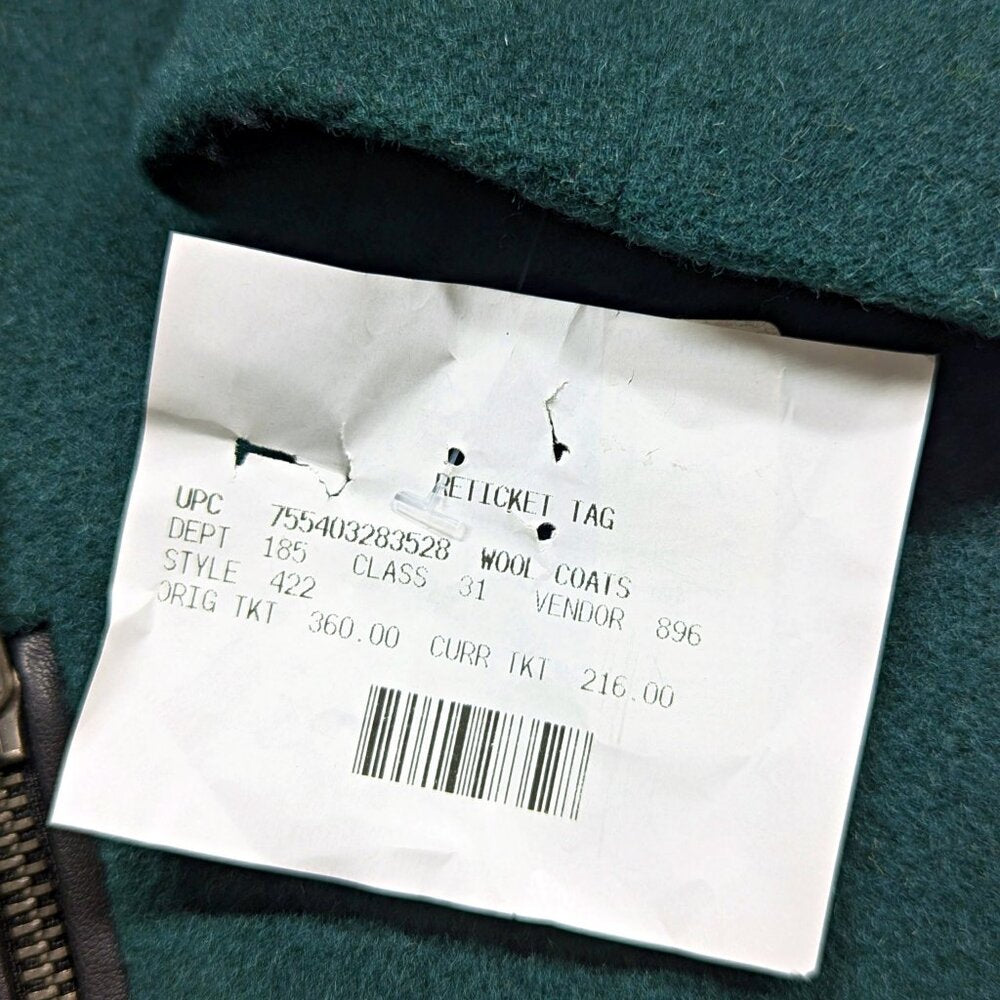 RETICKET TAG
UPC 755403283528 WOOL COATS
DEPT 185 CLASS 31 VENDOR 896
STYLE 422
ORIG TKT 360.00 CURR TKT 216.00